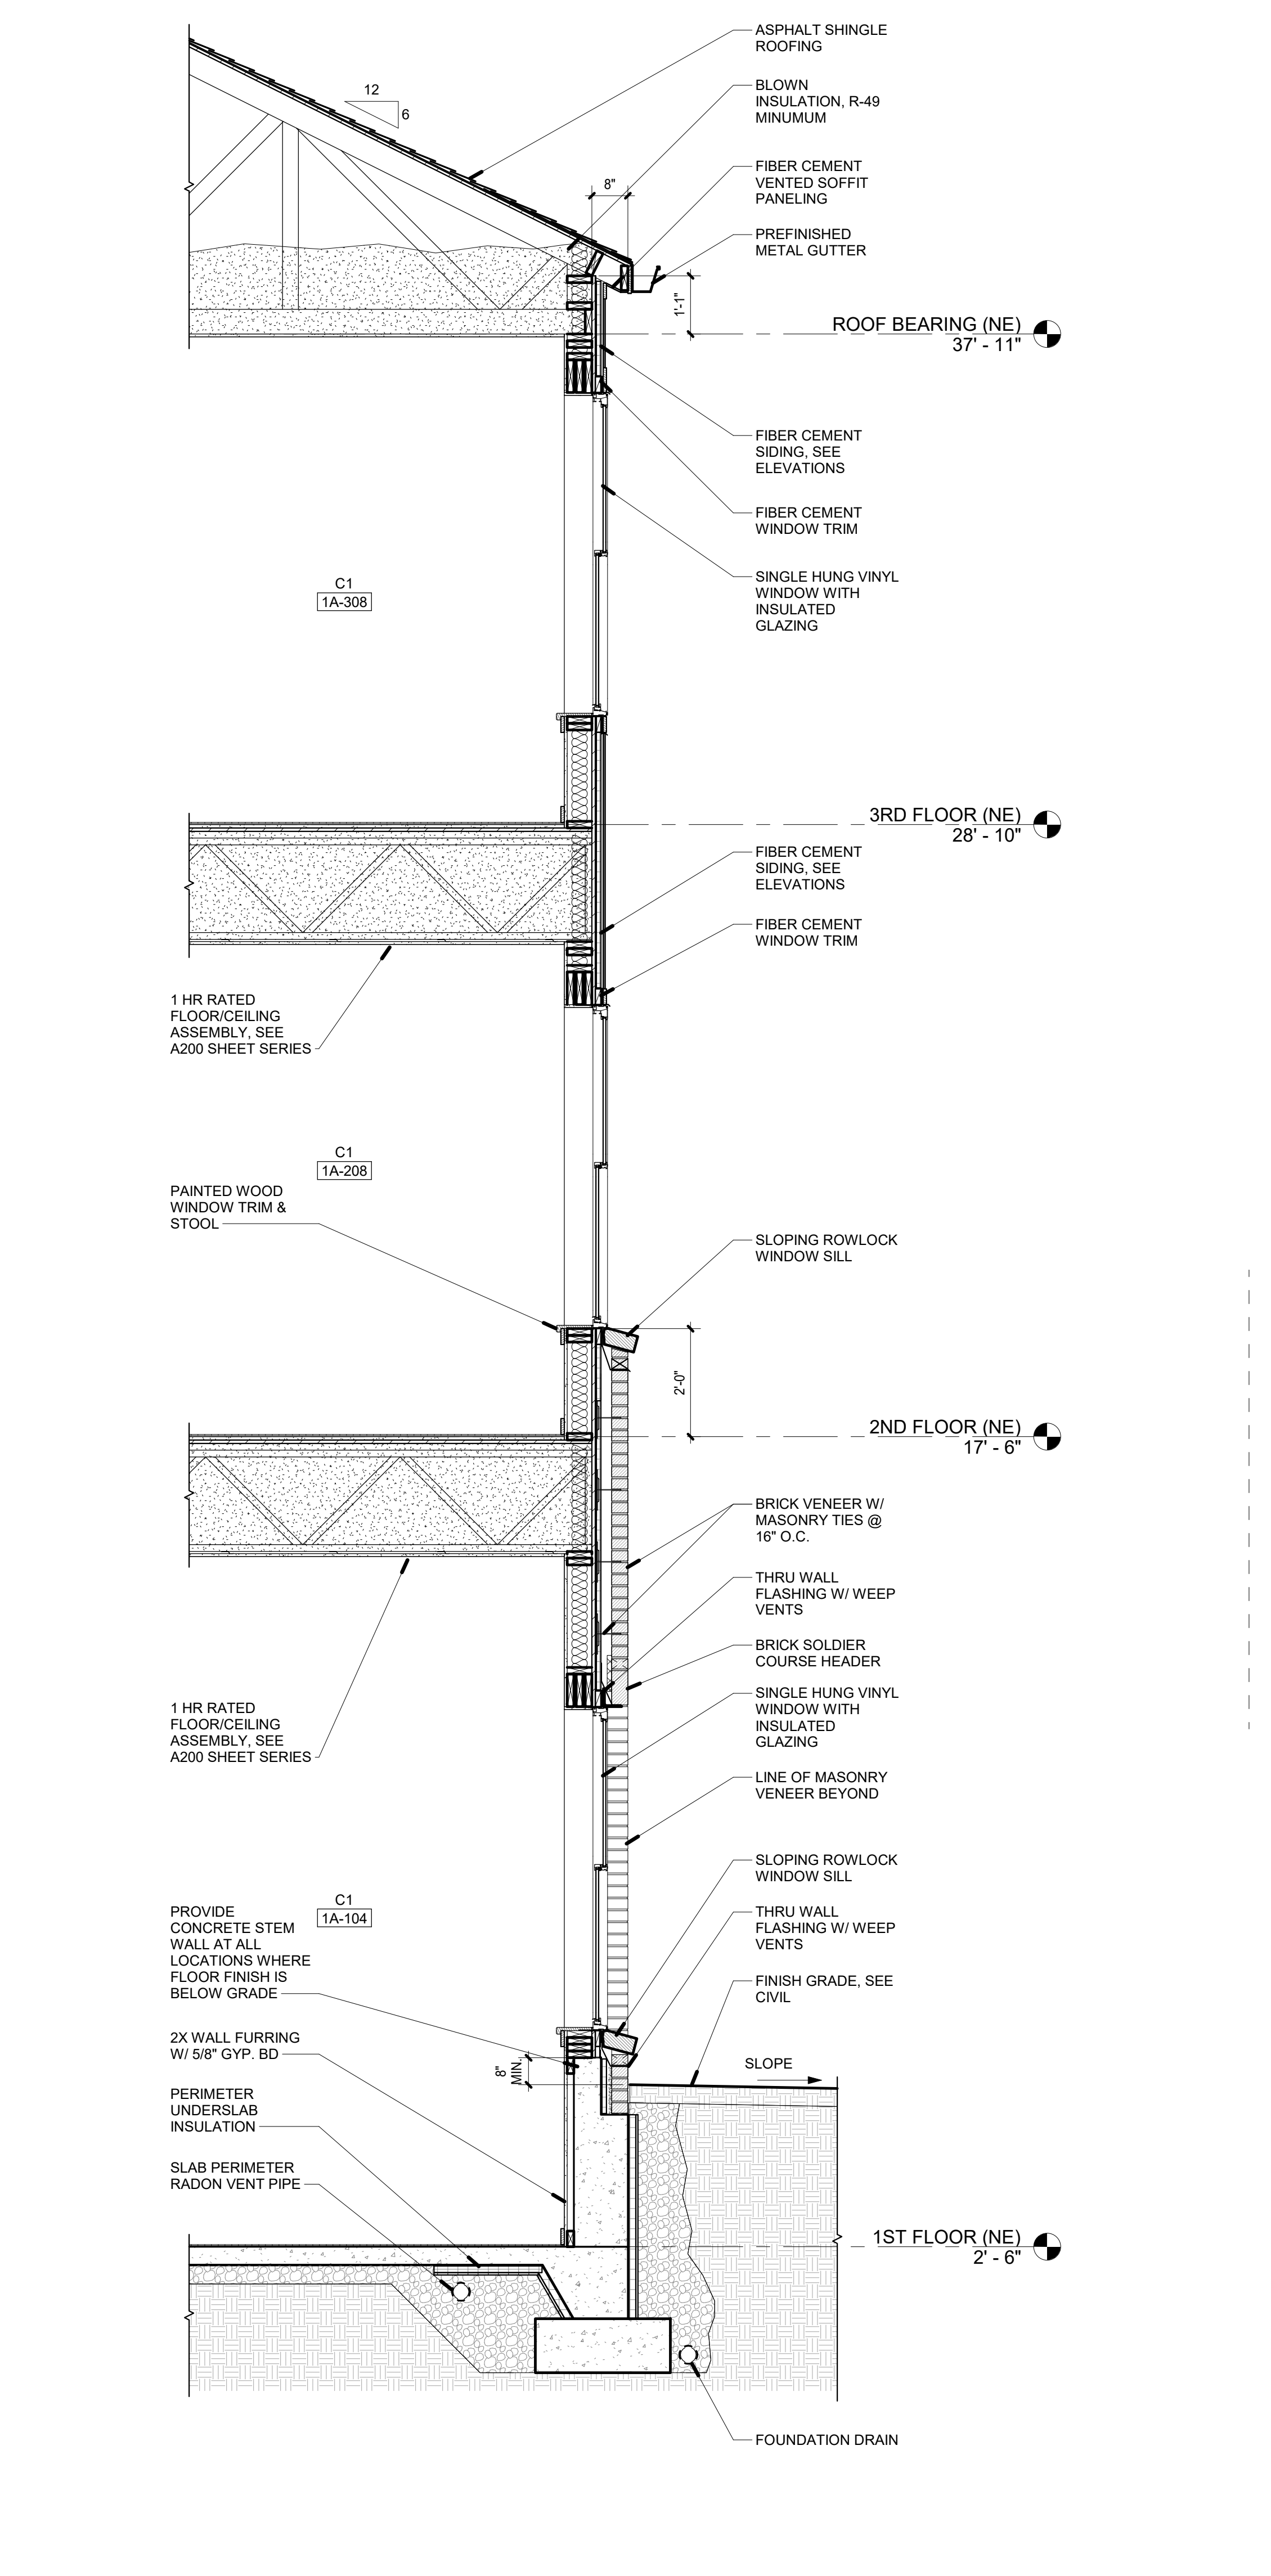 ASPHALT SHINGLE
ROOFING
12
6
BLOWN
INSULATION, R-49
MINUMUM
FIBER CEMENT
VENTED SOFFIT
PANELING
8"
PREFINISHED
METAL GUTTER
1'-1"
ROOF BEARING (NE)
37' - 11"
FIBER CEMENT
SIDING, SEE
ELEVATIONS
FIBER CEMENT
WINDOW TRIM
SINGLE HUNG VINYL
WINDOW WITH
INSULATED
GLAZING
C1
1A-308
3RD FLOOR (NE)
28' - 10"
FIBER CEMENT
SIDING, SEE
ELEVATIONS
FIBER CEMENT
WINDOW TRIM
1 HR RATED
FLOOR/CEILING
ASSEMBLY, SEE
A200 SHEET SERIES
C1
1A-208
PAINTED WOOD
WINDOW TRIM &
STOOL
SLOPING ROWLOCK
WINDOW SILL
2'-0"
2ND FLOOR (NE)
17' - 6"
BRICK VENEER W/
MASONRY TIES @
16" O.C.
THRU WALL
FLASHING W/ WEEP
VENTS
BRICK SOLDIER
COURSE HEADER
SINGLE HUNG VINYL
WINDOW WITH
INSULATED
GLAZING
1 HR RATED
FLOOR/CEILING
ASSEMBLY, SEE
A200 SHEET SERIES
LINE OF MASONRY
VENEER BEYOND
SLOPING ROWLOCK
WINDOW SILL
C1
1A-104
PROVIDE
CONCRETE STEM
WALL AT ALL
LOCATIONS WHERE
FLOOR FINISH IS
BELOW GRADE
THRU WALL
FLASHING W/ WEEP
VENTS
FINISH GRADE, SEE
CIVIL
2X WALL FURRING
W/ 5/8" GYP. BD
8"
MIN.
SLOPE
PERIMETER
UNDERSLAB
INSULATION
SLAB PERIMETER
RADON VENT PIPE
1ST FLOOR (NE)
2' - 6"
FOUNDATION DRAIN